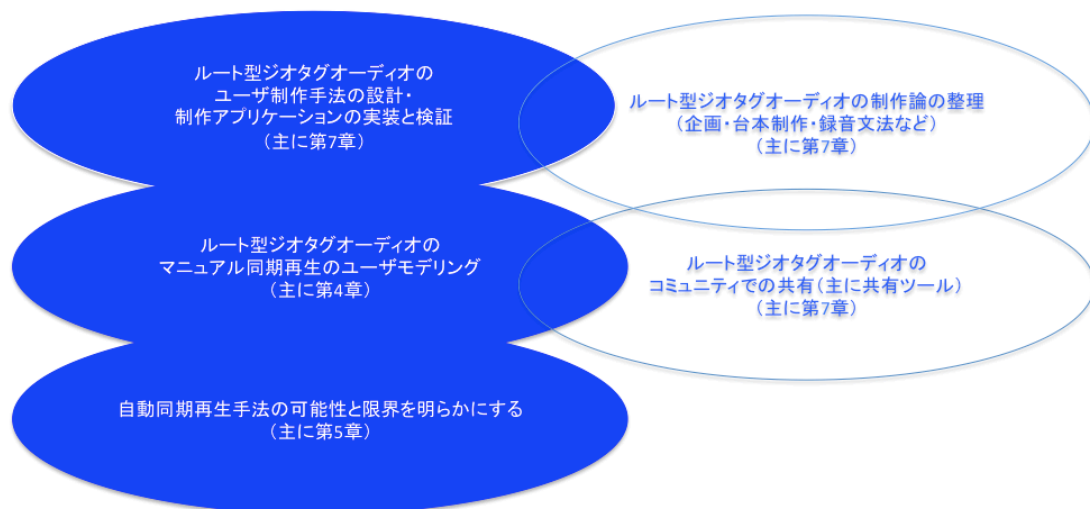 ルート型ジオタグオーディオの
ユーザ制作手法の設計・
制作アプリケーションの実装と検証
(主に第7章)
ルート型ジオタグオーディオの制作論の整理
(企画・台本制作・録音文法など)
(主に第7章)
ルート型ジオタグオーディオの
マニュアル同期再生のユーザモデリング
(主に第4章)
ルート型ジオタグオーディオの
コミュニティでの共有(主に共有ツール)
(主に第7章)
自動同期再生手法の可能性と限界を明らかにする
(主に第5章)